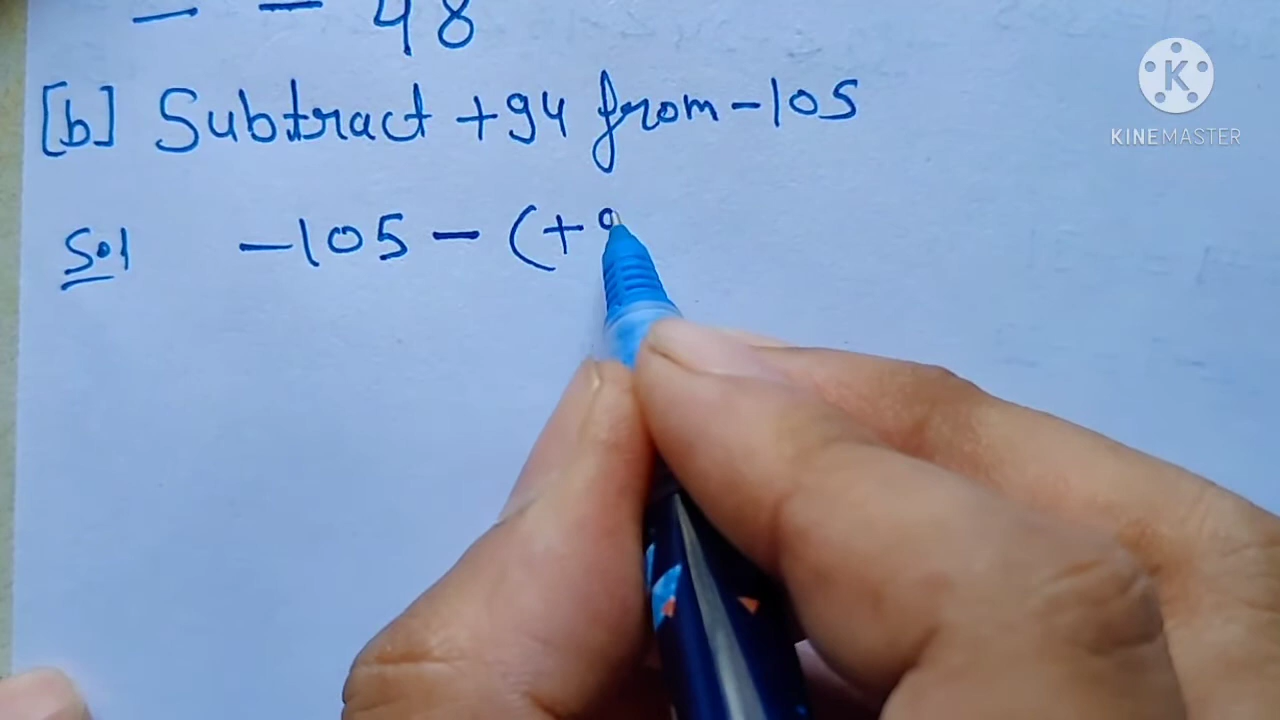 - - 48
[b] Subtract +94 from -105
Sol -105 - (+9
K
KINEMASTER